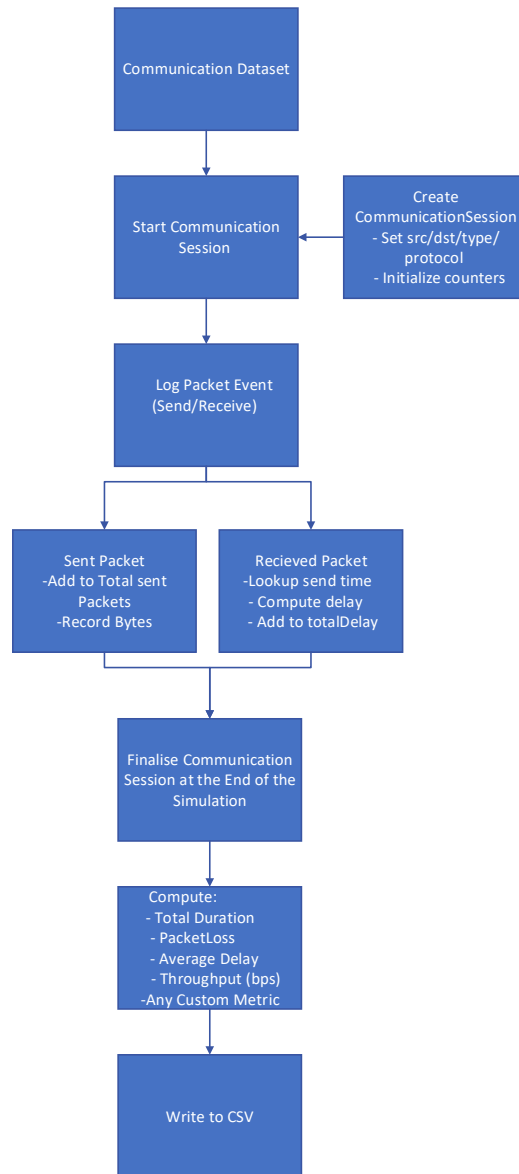 Communication Dataset
Start Communication
Session
Create
CommunicationSession
- Set src/dst/type/
protocol
- Initialize counters
Log Packet Event
(Send/Receive)
Sent Packet
-Add to Total sent
Packets
-Record Bytes
Recieved Packet
-Lookup send time
- Compute delay
- Add to totalDelay
Finalise Communication
Session at the End of the
Simulation
Compute:
- Total Duration
- PacketLoss
- Average Delay
- Throughput (bps)
-Any Custom Metric
Write to CSV